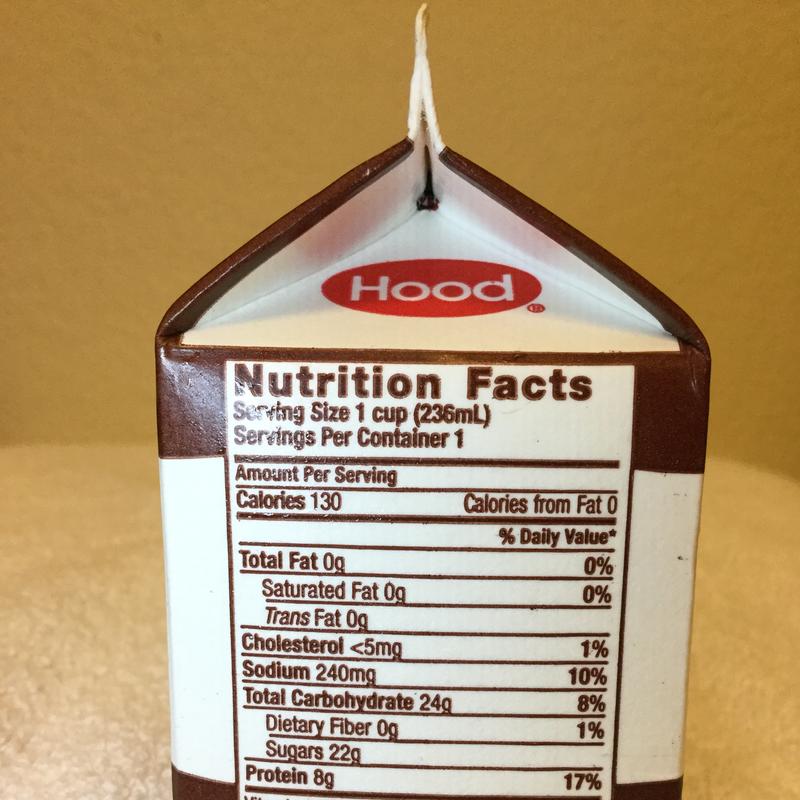 Hood®
Nutrition Facts
Serving Size 1 cup (236mL)
Servings Per Container 1
Amount Per Serving
Calories 130 Calories from Fat 0
% Daily Value*
Total Fat 0g 0%
Saturated Fat 0g 0%
Trans Fat 0g
Cholesterol <5mg 1%
Sodium 240mg 10%
Total Carbohydrate 24g 8%
Dietary Fiber 0g 1%
Sugars 22g
Protein 8g 17%